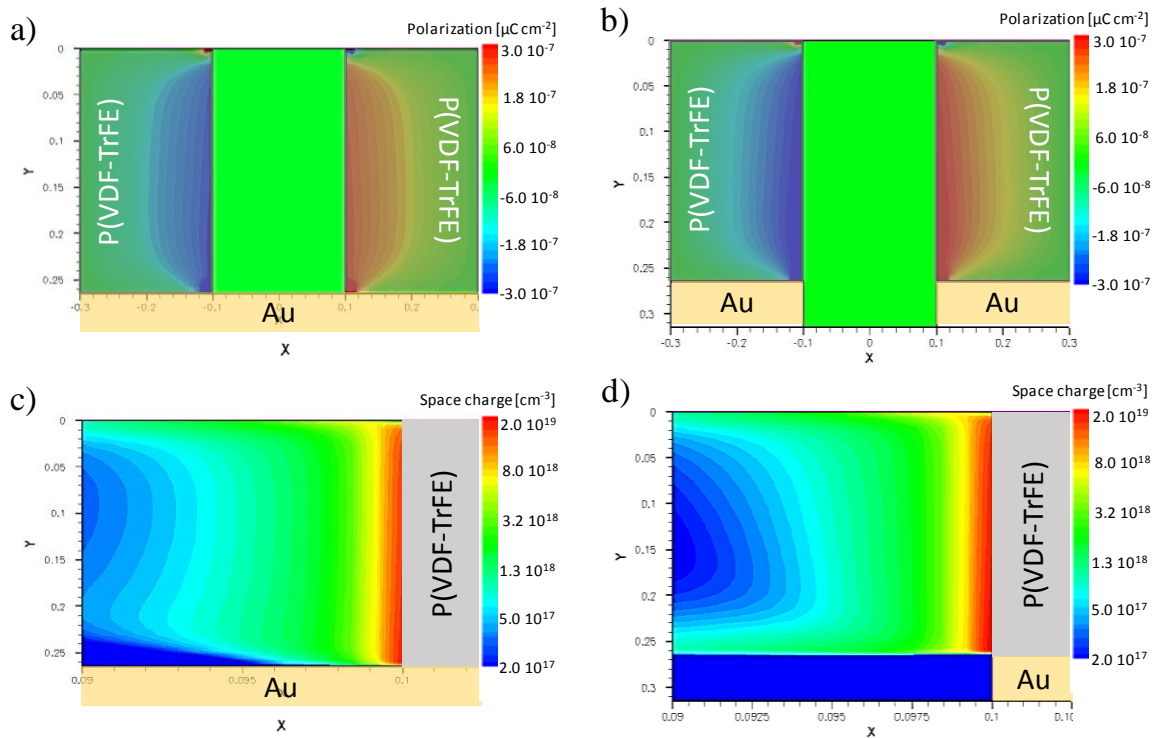 a)
Polarization [µC cm-2]
3.0 10-7
1.8 10-7
6.0 10-8
-6.0 10-8
-1.8 10-7
-3.0 10-7
Y
0
0.05
0.1
0.15
0.2
0.25
P(VDF-TrFE)
P(VDF-TrFE)
-0.3 -0.2 -0.1 0.1 0.2
Au
X
b)
Polarization [µC cm-2]
3.0 10-7
1.8 10-7
6.0 10-8
-6.0 10-8
-1.8 10-7
-3.0 10-7
Y
0
0.05
0.1
0.15
0.2
0.25
0.3
P(VDF-TrFE)
P(VDF-TrFE)
Au
Au
-0.3 -0.2 -0.1 0 0.1 0.2 0.3
X
c)
Space charge [cm-3]
2.0 1019
8.0 1018
3.2 1018
1.3 1018
5.0 1017
2.0 1017
Y
0
0.05
0.1
0.15
0.2
0.25
P(VDF-TrFE)
0.09 0.095 0.1
Au
X
d)
Space charge [cm-3]
2.0 1019
8.0 1018
3.2 1018
1.3 1018
5.0 1017
2.0 1017
Y
0
0.05
0.1
0.15
0.2
0.25
0.3
P(VDF-TrFE)
Au
0.09 0.0925 0.095 0.0975 0.1
X